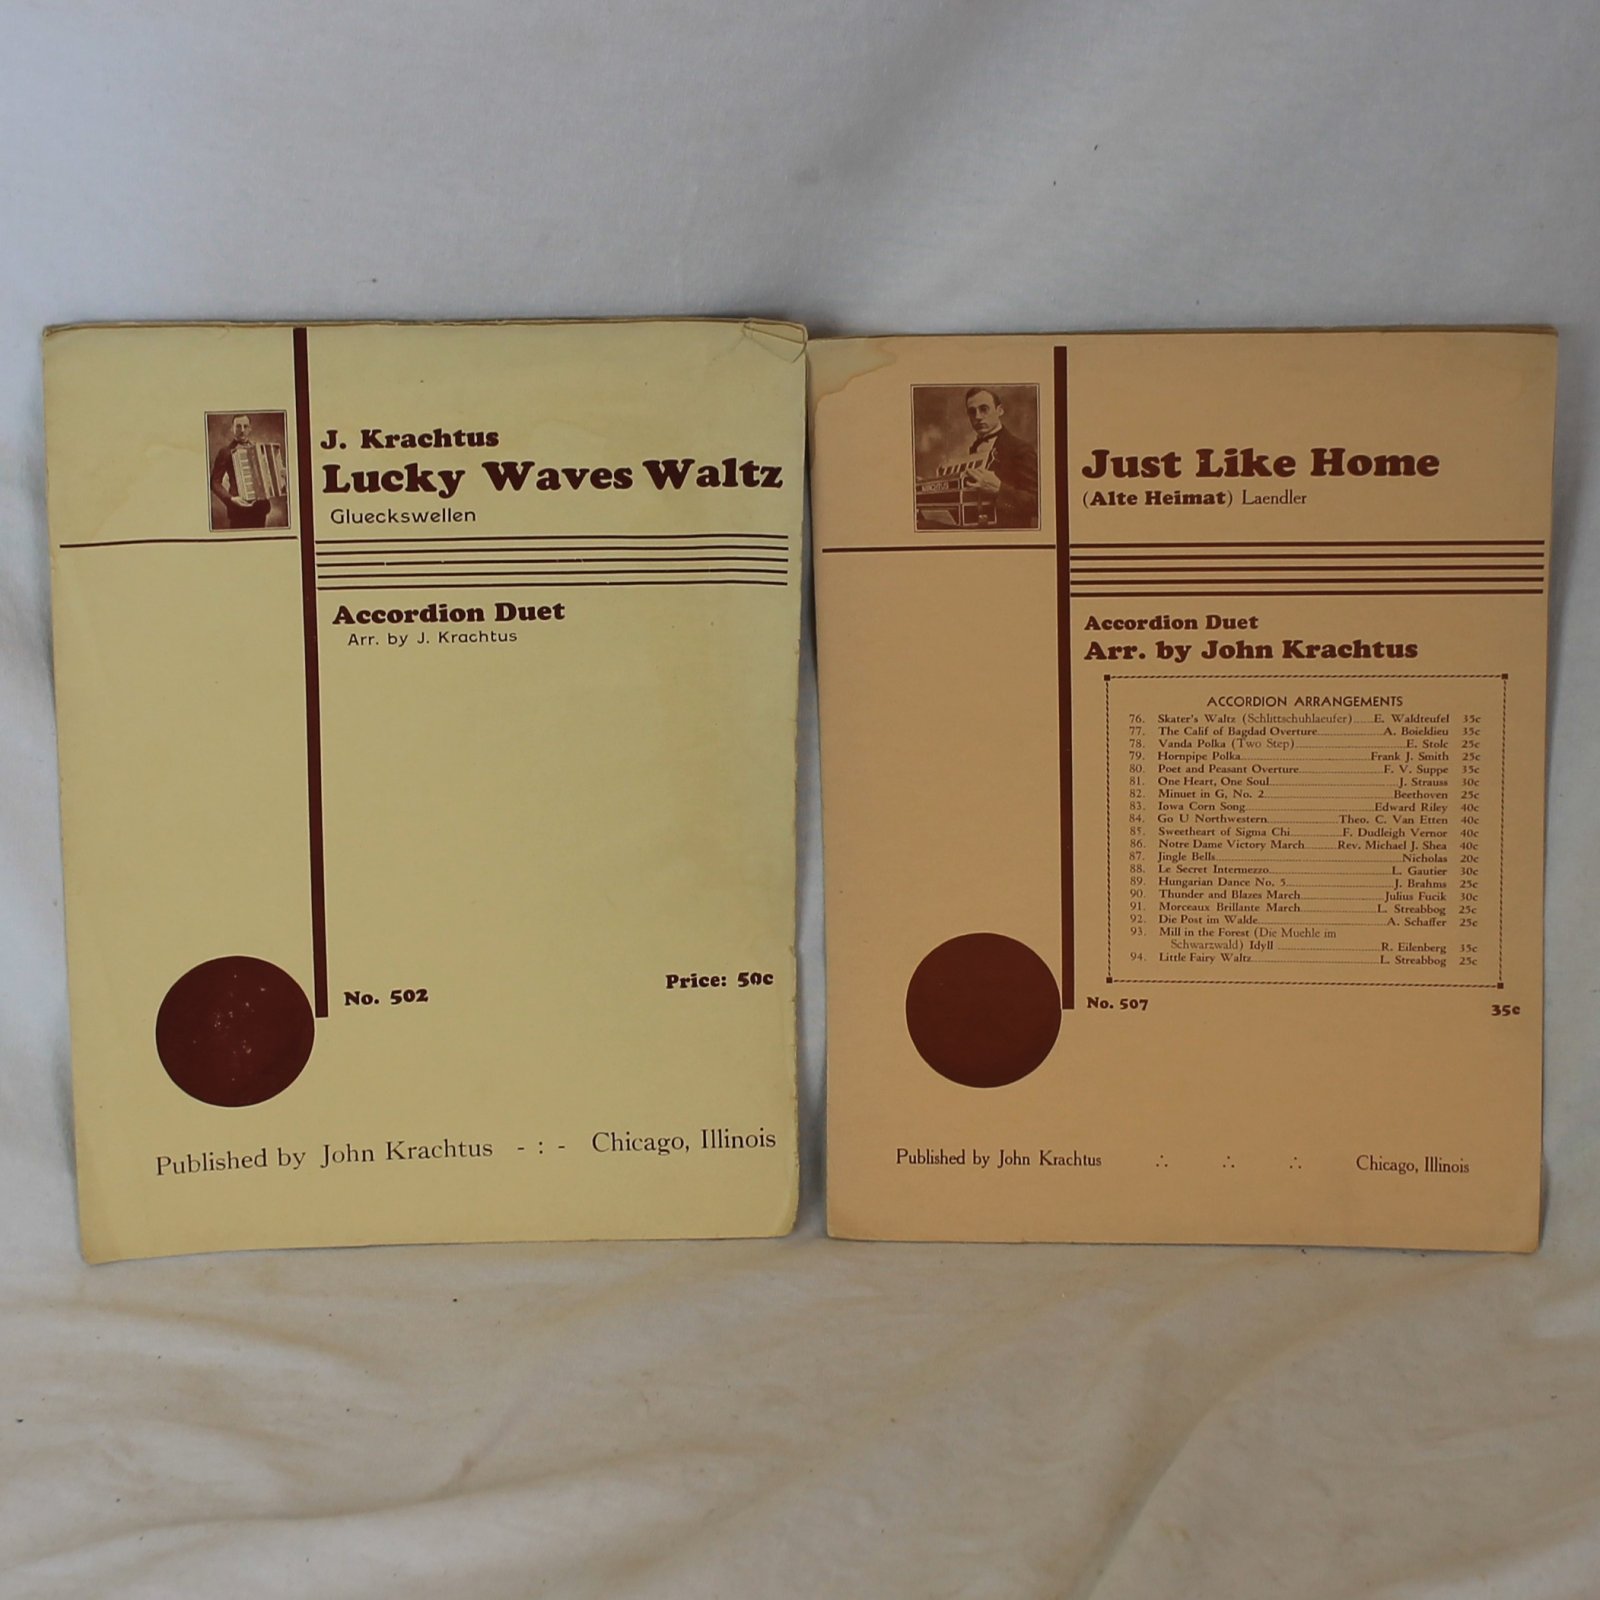 J. Krachtus
Lucky Waves Waltz
Glueckswellen
Accordion Duet
Arr. by J. Krachtus
No. 502
Price: 50c
Published by John Krachtus -:- Chicago, Illinois
Just Like Home
(Alte Heimat) Laendler
Accordion Duet
Arr. by John Krachtus
ACCORDION ARRANGEMENTS
76. Skater's Waltz (Schlittschuhlaeufer)......E. Waldteufel 35c
77. The Calif of Bagdad Overture......A. Boieldieu 35c
78. Vanda Polka (Two Step)......E. Stolc 25c
79. Hornpipe Polka......Frank J. Smith 25c
80. Poet and Peasant Overture......F. V. Suppe 35c
81. One Heart, One Soul......J. Strauss 30c
82. Minuet in G, No. 2......Beethoven 25c
83. Iowa Corn Song......Edward Riley 40c
84. Go U Northwestern......Theo. C. Van Etten 40c
85. Sweetheart of Sigma Chi......F. Dudleigh Vernor 40c
86. Notre Dame Victory March......Rev. Michael J. Shea 40c
87. Jingle Bells......Nicholas 20c
88. Le Secret Intermezzo......L. Gautier 30c
89. Hungarian Dance No. 5......J. Brahms 25c
90. Thunder and Blazes March......Julius Fucik 30c
91. Morceaux Brillante March......L. Streabbog 25c
92. Die Post im Walde......A. Schaffer 25c
93. Mill in the Forest (Die Muehle im
Schwarzwald) Idyll......R. Eilenberg 35c
94. Little Fairy Waltz......L. Streabbog 25c
No. 507
35c
Published by John Krachtus ∴ ∴ ∴ Chicago, Illinois